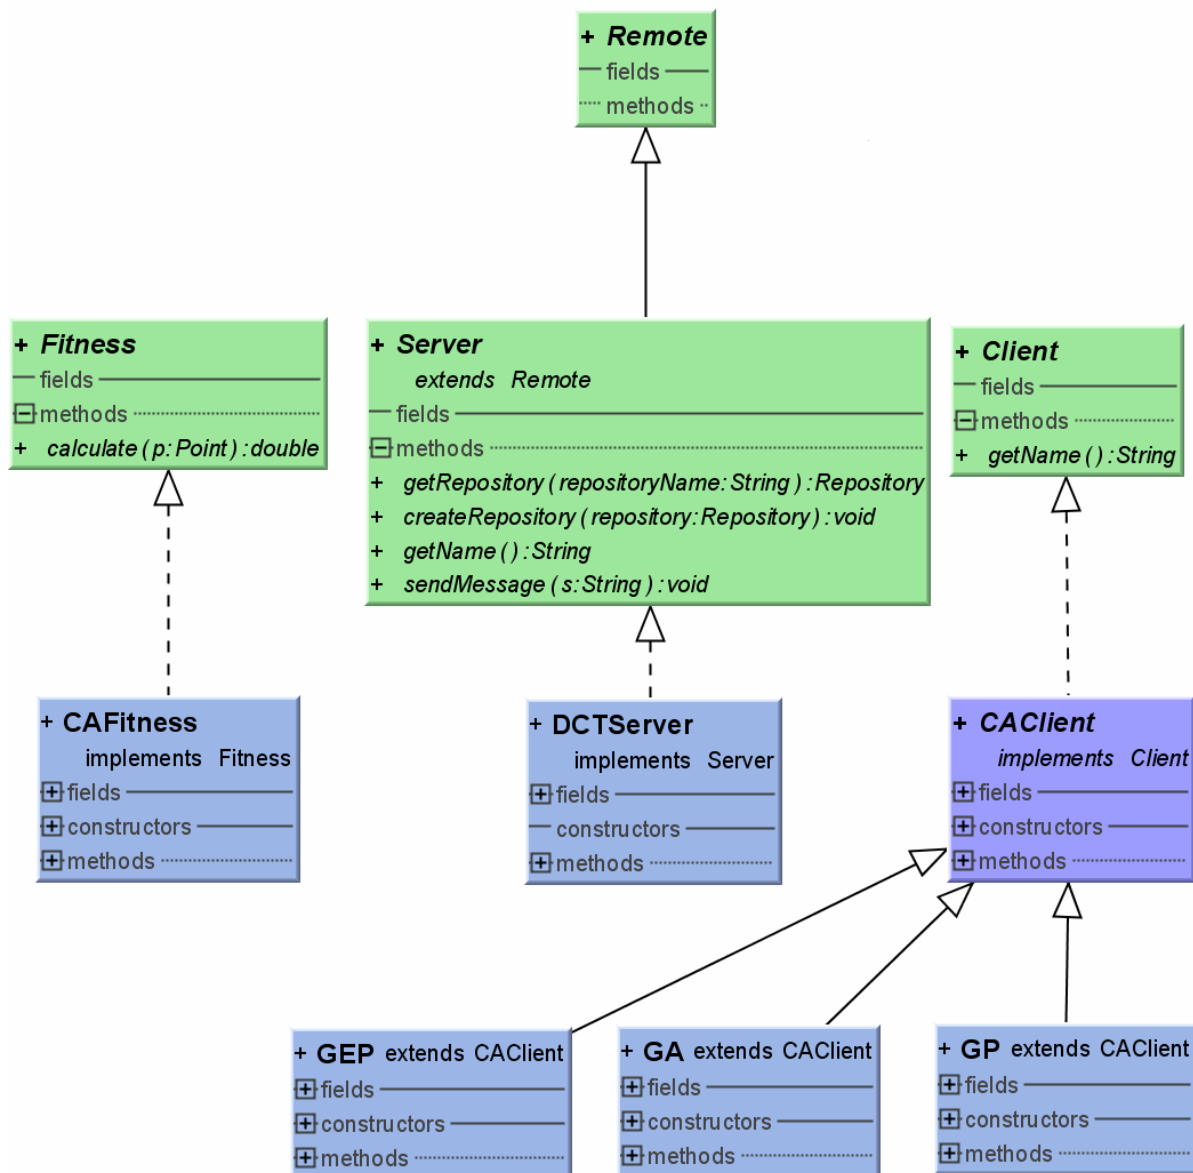 + Remote
fields
methods
+ Fitness
fields
methods
+ calculate(p:Point):double
+ Server
extends Remote
fields
methods
+ getRepository(repositoryName:String):Repository
+ createRepository(repository:Repository):void
+ getName():String
+ sendMessage(s:String):void
+ Client
fields
methods
+ getName():String
+ CAFitness
implements Fitness
+ fields
+ constructors
+ methods
+ DCTServer
implements Server
+ fields
constructors
+ methods
+ CAClient
implements Client
+ fields
+ constructors
+ methods
+ GEP extends CAClient
+ fields
+ constructors
+ methods
+ GA extends CAClient
+ fields
+ constructors
+ methods
+ GP extends CAClient
+ fields
+ constructors
+ methods